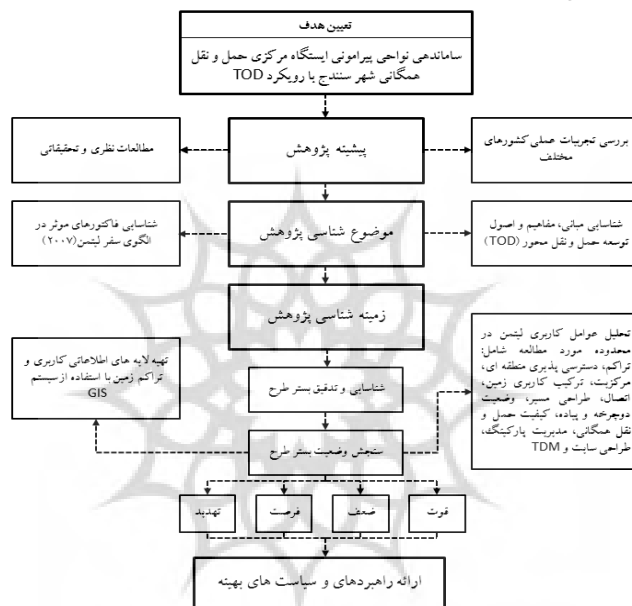 تعیین هدف
ساماندهی نواحی پیرامونی ایستگاه مرکزی حمل و نقل
همگانی شهر سنندج با رویکرد TOD
بررسی تجربیات عملی کشورهای
مختلف
پیشینه پژوهش
مطالعات نظری و تحقیقاتی
شناسایی مبانی، مفاهیم و اصول
توسعه حمل و نقل محور (TOD)
موضوع شناسی پژوهش
شناسایی فاکتورهای موثر در
الگوی سفر لیتمن(۲۰۰۷)
زمینه شناسی پژوهش
تحلیل عوامل کاربری لیتمن در
محدوده مورد مطالعه شامل:
تراکم، دسترسی پذیری منطقه ای،
مرکزیت، ترکیب کاربری زمین،
اتصال، طراحی مسیر، وضعیت
دوچرخه و پیاده، کیفیت حمل و
نقل همگانی، مدیریت پارکینگ،
طراحی سایت و TDM
شناسایی و تدقیق بستر طرح
تهیه لایه های اطلاعاتی کاربری و
تراکم زمین با استفاده از سیستم
GIS
سنجش وضعیت بستر طرح
قوت
ضعف
فرصت
تهدید
ارائه راهبردهای و سیاست های بهینه